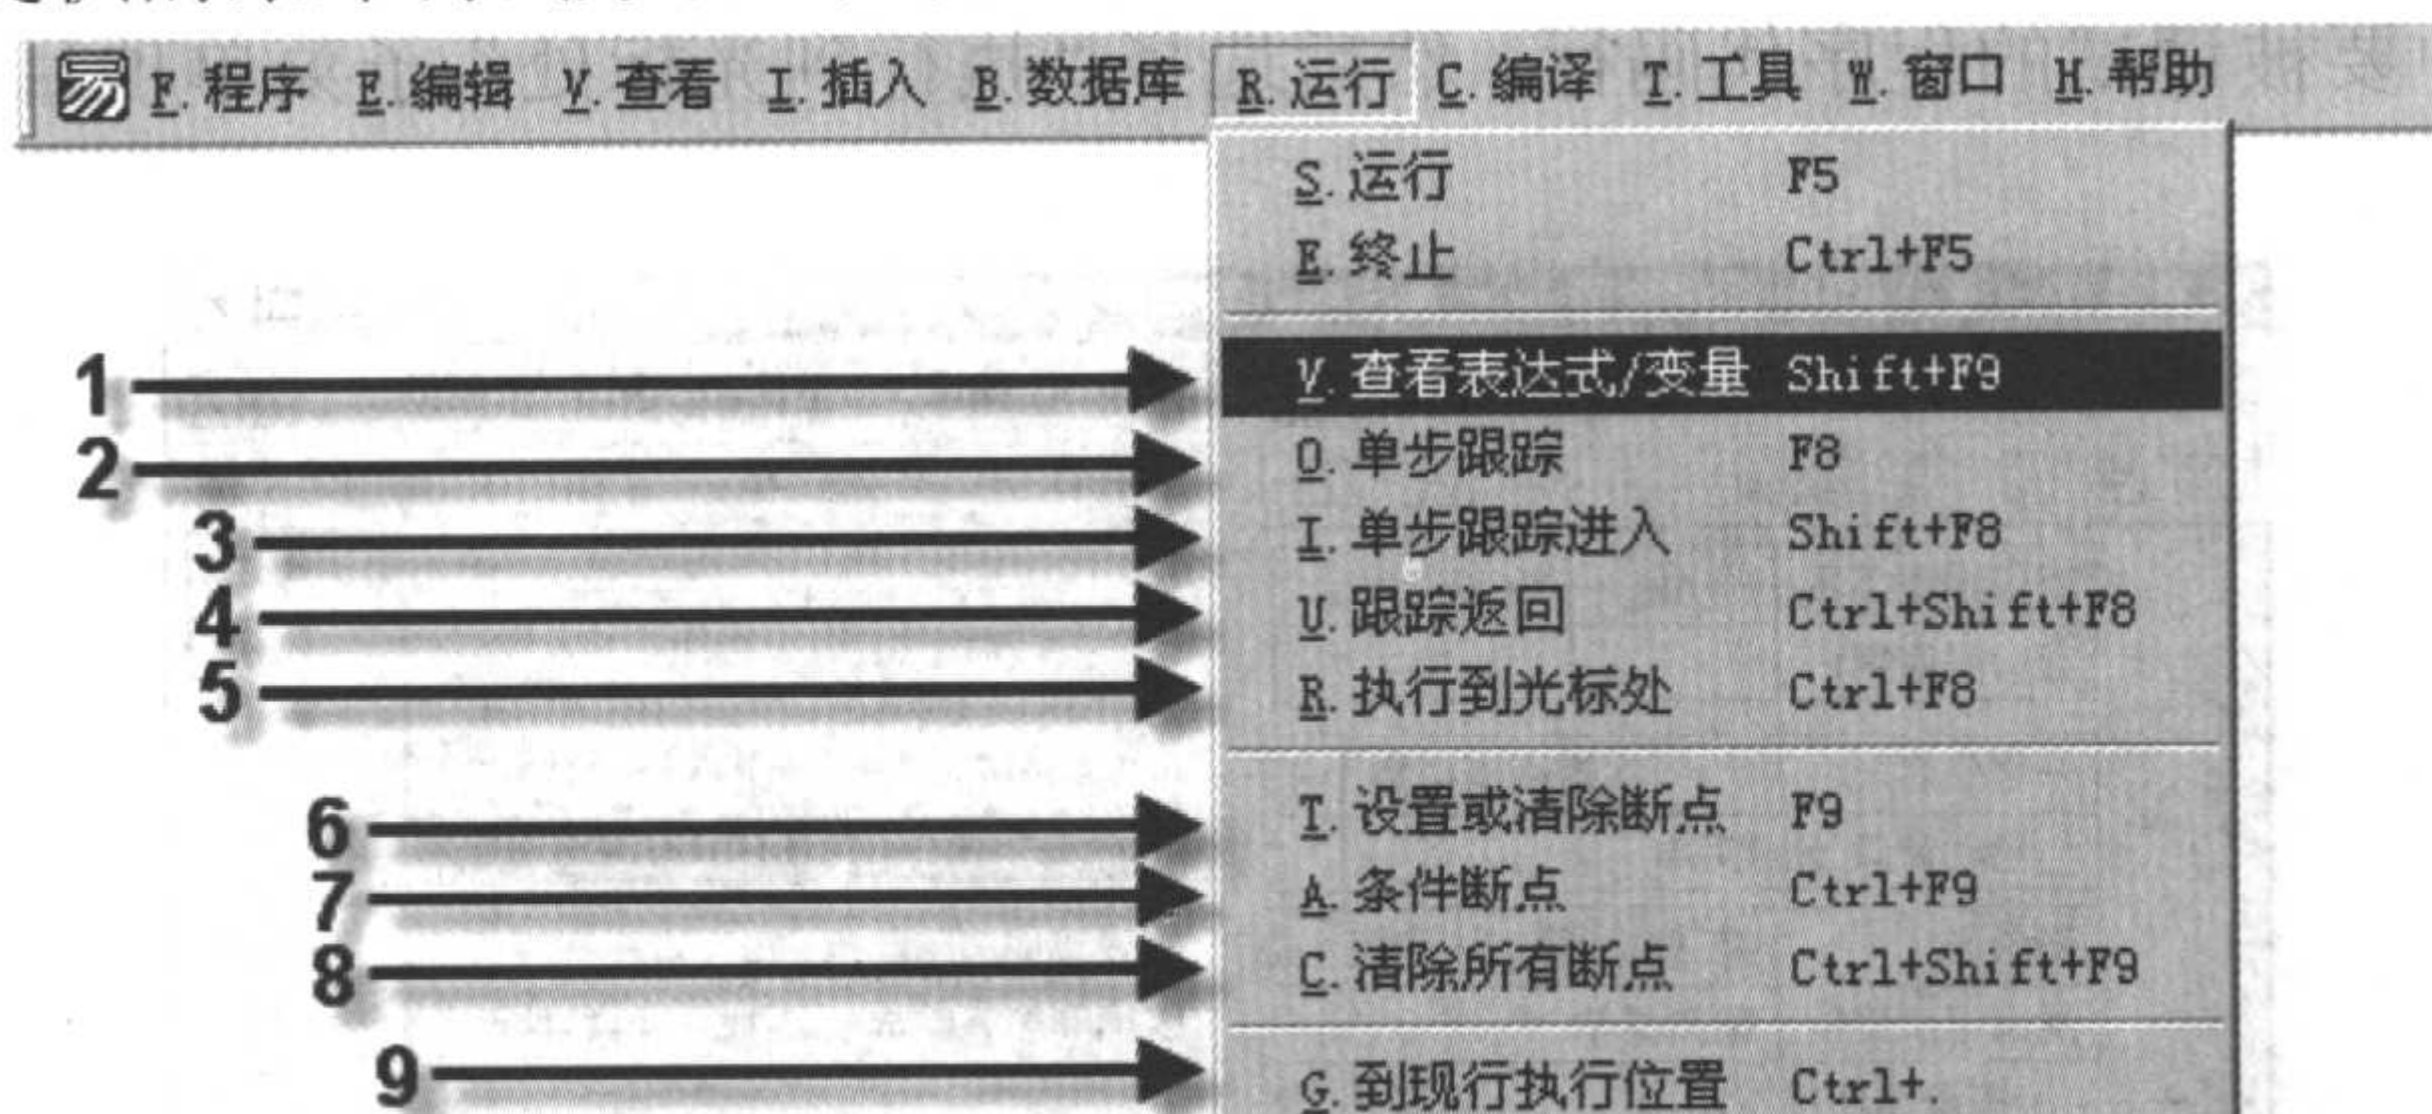 易 F.程序 E.编辑 V.查看 I.插入 B.数据库 R.运行 C.编译 T.工具 W.窗口 H.帮助
S.运行 F5
E.终止 Ctrl+F5
1 V.查看表达式/变量 Shift+F9
2 O.单步跟踪 F8
3 I.单步跟踪进入 Shift+F8
4 U.跟踪返回 Ctrl+Shift+F8
5 R.执行到光标处 Ctrl+F8
6 T.设置或清除断点 F9
7 A.条件断点 Ctrl+F9
8 C.清除所有断点 Ctrl+Shift+F9
9 G.到现行执行位置 Ctrl+.